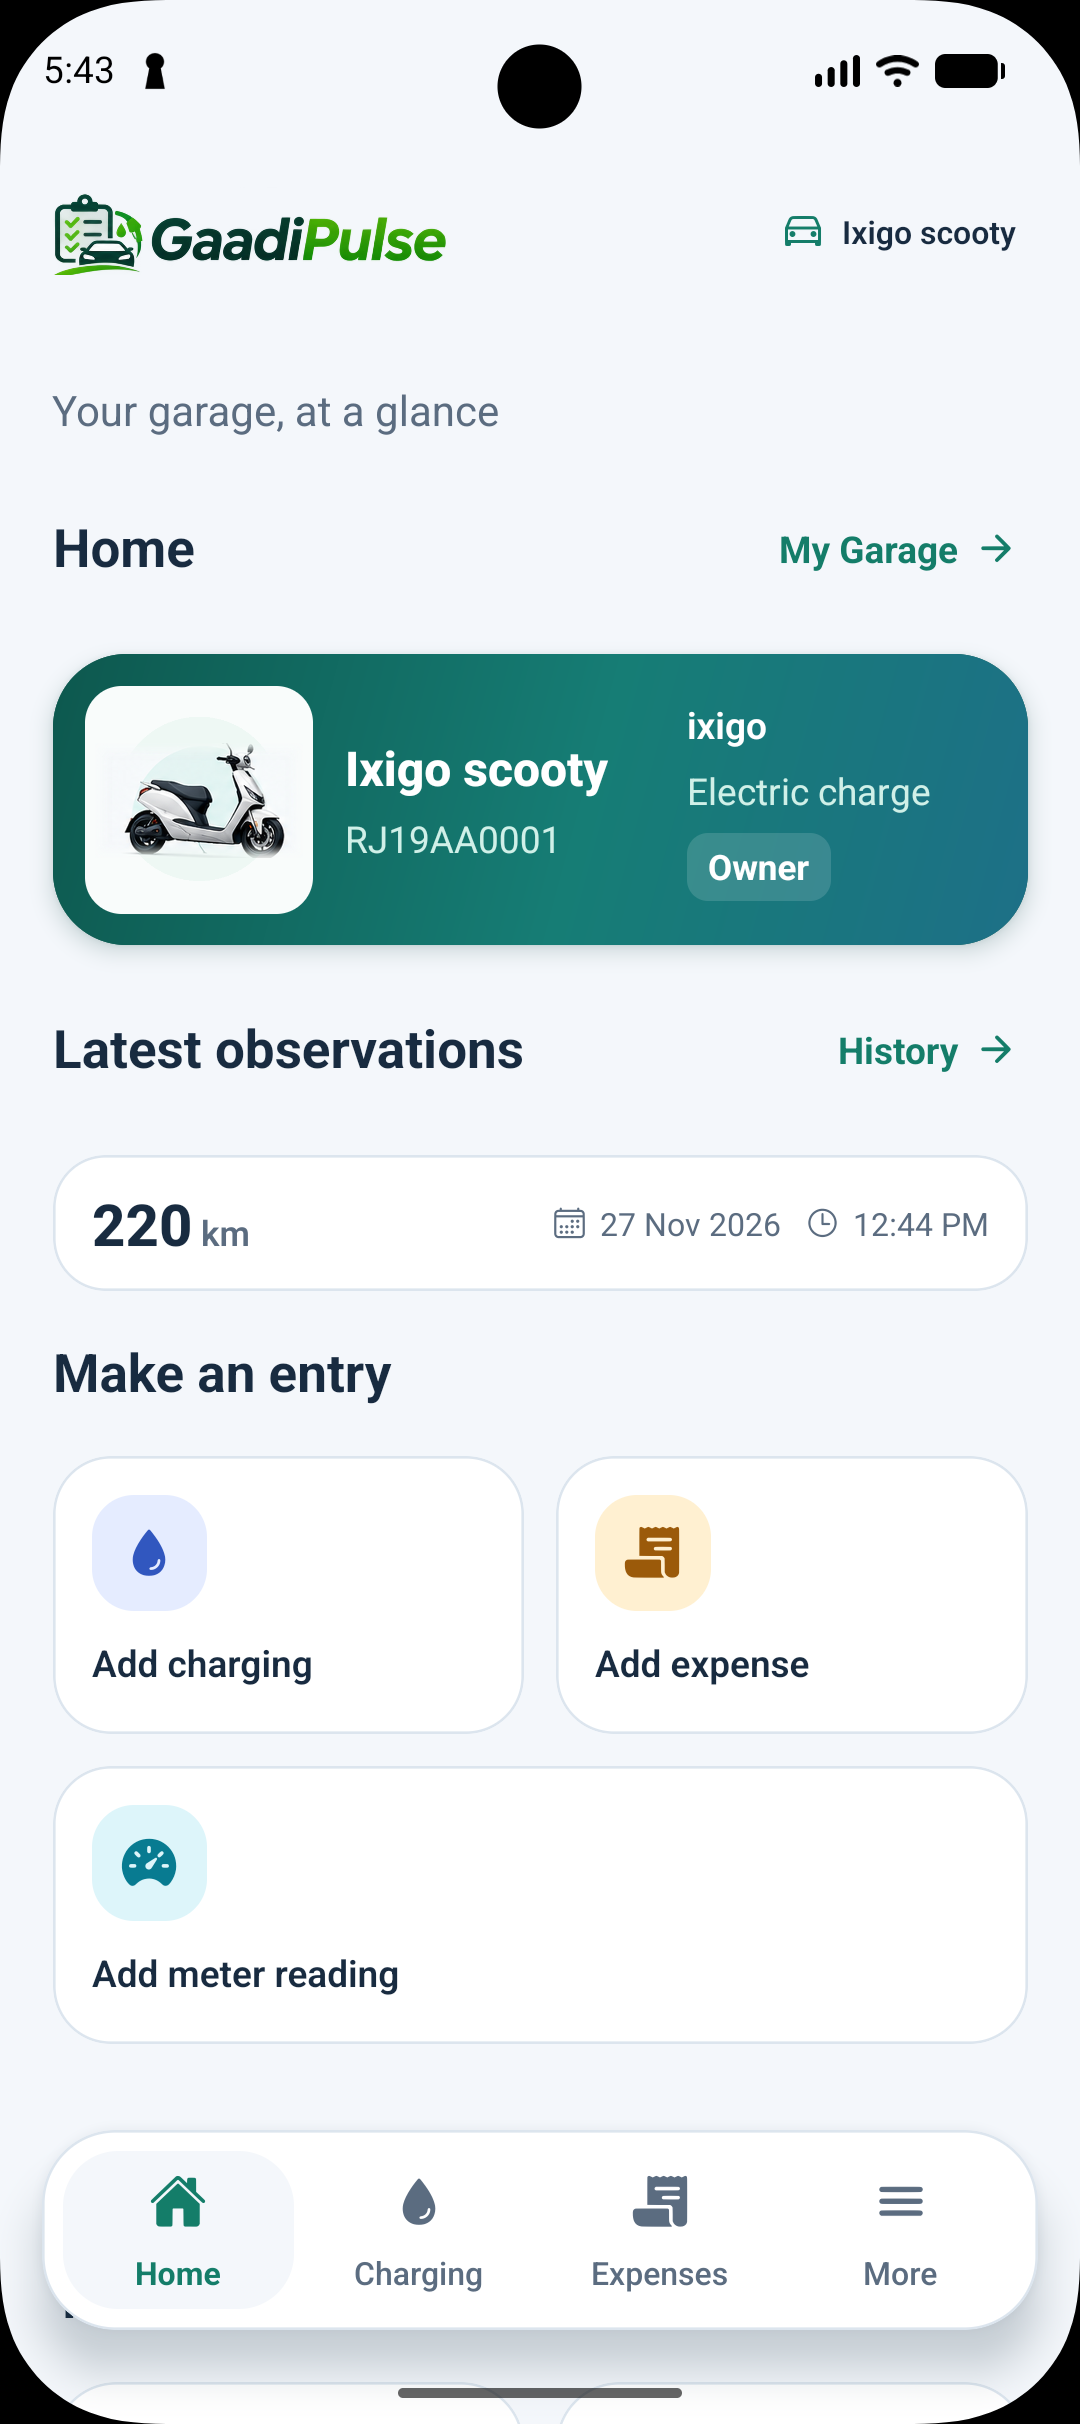 5:43
GaadiPulse
Ixigo scooty
Your garage, at a glance
Home
My Garage
Ixigo scooty
RJ19AA0001
ixigo
Electric charge
Owner
Latest observations
History
220 km
27 Nov 2026
12:44 PM
Make an entry
Add charging
Add expense
Add meter reading
Home
Charging
Expenses
More